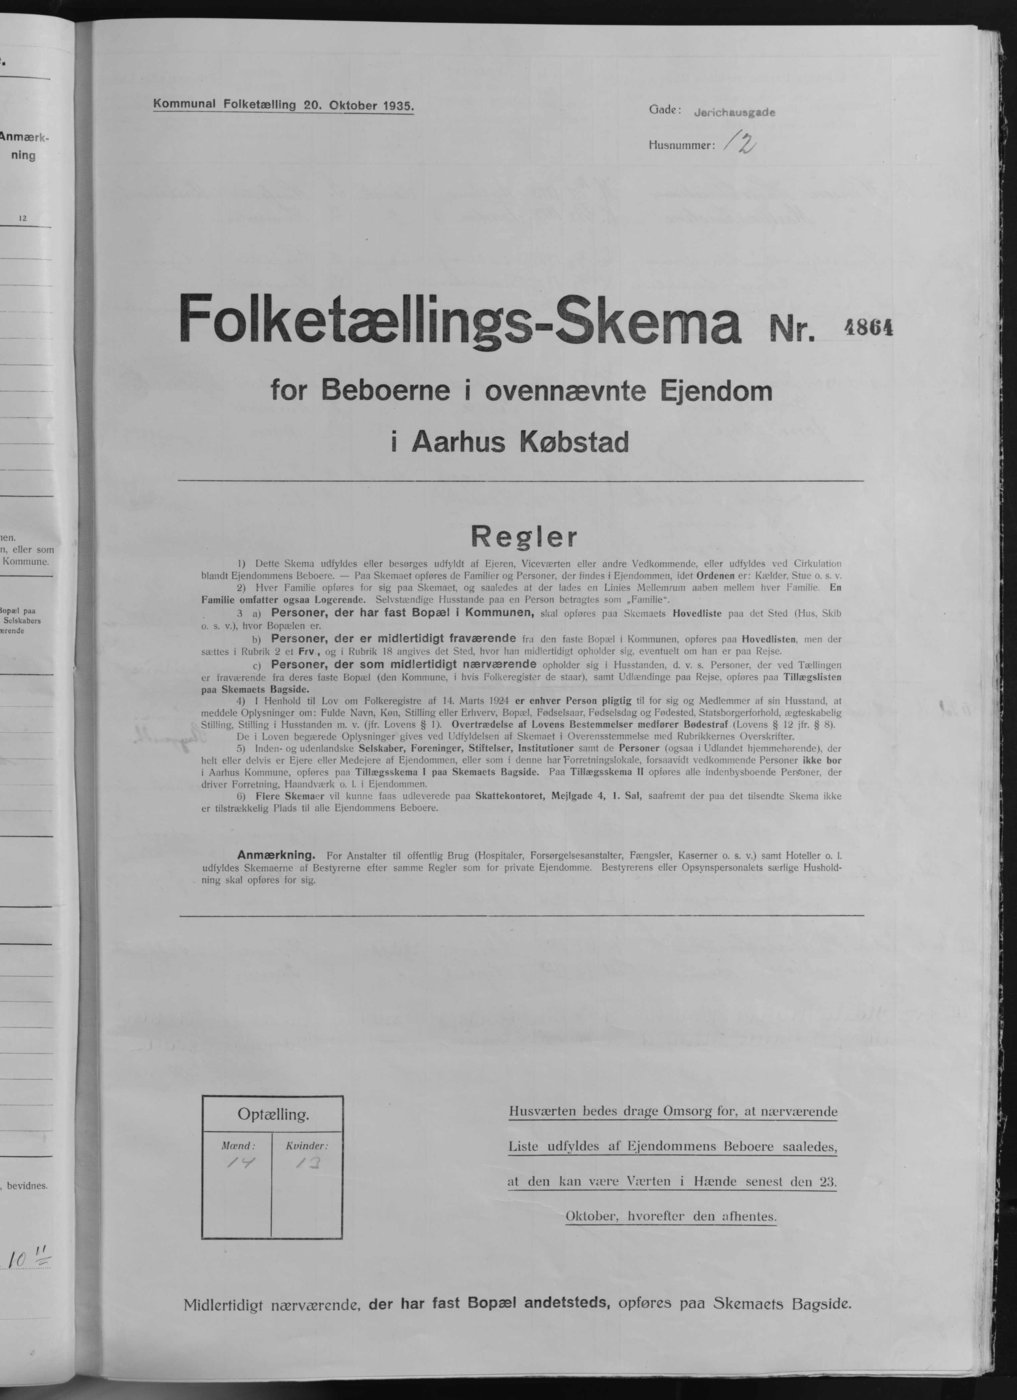 Anmærk-
ning
12
en.
n, eller som
Kommune.
Bopæl paa
Selskabers
ærende
, bevidnes.
10 11
Kommunal Folketælling 20. Oktober 1935.
Gade: Jerichausgade
Husnummer: 12
Folketællings-Skema Nr. 4864
for Beboerne i ovennævnte Ejendom
i Aarhus Købstad
Regler
1) Dette Skema udfyldes eller besørges udfyldt af Ejeren, Viceværten eller andre Vedkommende, eller udfyldes ved Cirkulation
blandt Ejendommens Beboere. — Paa Skemaet opføres de Familier og Personer, der findes i Ejendommen, idet Ordenen er: Kælder, Stue o. s. v.
2) Hver Familie opføres for sig paa Skemaet, og saaledes at der lades en Linies Mellemrum aaben mellem hver Familie. En
Familie omfatter ogsaa Logerende. Selvstændige Husstande paa en Person betragtes som „Familie".
3 a) Personer, der har fast Bopæl i Kommunen, skal opføres paa Skemaets Hovedliste paa det Sted (Hus, Skib
o. s. v.), hvor Bopælen er.
b) Personer, der er midlertidigt fraværende fra den faste Bopæl i Kommunen, opføres paa Hovedlisten, men der
sættes i Rubrik 2 et Frv., og i Rubrik 18 angives det Sted, hvor han midlertidigt opholder sig, eventuelt om han er paa Rejse.
c) Personer, der som midlertidigt nærværende opholder sig i Husstanden, d. v. s. Personer, der ved Tællingen
er fraværende fra deres faste Bopæl (den Kommune, i hvis Folkeregister de staar), samt Udlændinge paa Rejse, opføres paa Tillægslisten
paa Skemaets Bagside.
4) I Henhold til Lov om Folkeregistre af 14. Marts 1924 er enhver Person pligtig til for sig og Medlemmer af sin Husstand, at
meddele Oplysninger om: Fulde Navn, Køn, Stilling eller Erhverv, Bopæl, Fødselsaar, Fødselsdag og Fødested, Statsborgerforhold, ægteskabelig
Stilling, Stilling i Husstanden m. v. (jfr. Lovens § 1). Overtrædelse af Lovens Bestemmelser medfører Bødestraf (Lovens § 12 jfr. § 8).
De i Loven begærede Oplysninger gives ved Udfyldelsen af Skemaet i Overensstemmelse med Rubrikkernes Overskrifter.
5) Inden- og udenlandske Selskaber, Foreninger, Stiftelser, Institutioner samt de Personer (ogsaa i Udlandet hjemmehørende), der
helt eller delvis er Ejere eller Medejere af Ejendommen, eller som i denne har Forretningslokale, forsaavidt vedkommende Personer ikke bor
i Aarhus Kommune, opføres paa Tillægsskema I paa Skemaets Bagside. Paa Tillægsskema II opføres alle indenbysboende Personer, der
driver Forretning, Haandværk o. l. i Ejendommen.
6) Flere Skemaer vil kunne faas udleverede paa Skattekontoret, Mejlgade 4, 1. Sal, saafremt der paa det tilsendte Skema ikke
er tilstrækkelig Plads til alle Ejendommens Beboere.
Anmærkning. For Anstalter til offentlig Brug (Hospitaler, Forsørgelsesanstalter, Fængsler, Kaserner o. s. v.) samt Hoteller o. l.
udfyldes Skemaerne af Bestyrerne efter samme Regler som for private Ejendomme. Bestyrerens eller Opsynspersonalets særlige Hushold-
ning skal opføres for sig.
Optælling.
Mænd: Kvinder:
14 13
Husværten bedes drage Omsorg for, at nærværende
Liste udfyldes af Ejendommens Beboere saaledes,
at den kan være Værten i Hænde senest den 23.
Oktober, hvorefter den afhentes.
Midlertidigt nærværende, der har fast Bopæl andetsteds, opføres paa Skemaets Bagside.